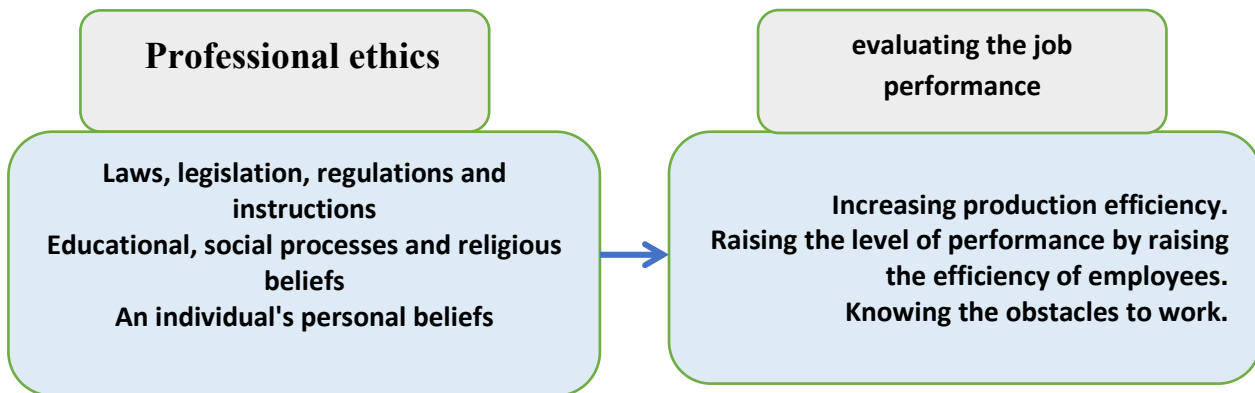 Professional ethics
Laws, legislation, regulations and
instructions
Educational, social processes and religious
beliefs
An individual's personal beliefs
evaluating the job
performance
Increasing production efficiency.
Raising the level of performance by raising
the efficiency of employees.
Knowing the obstacles to work.